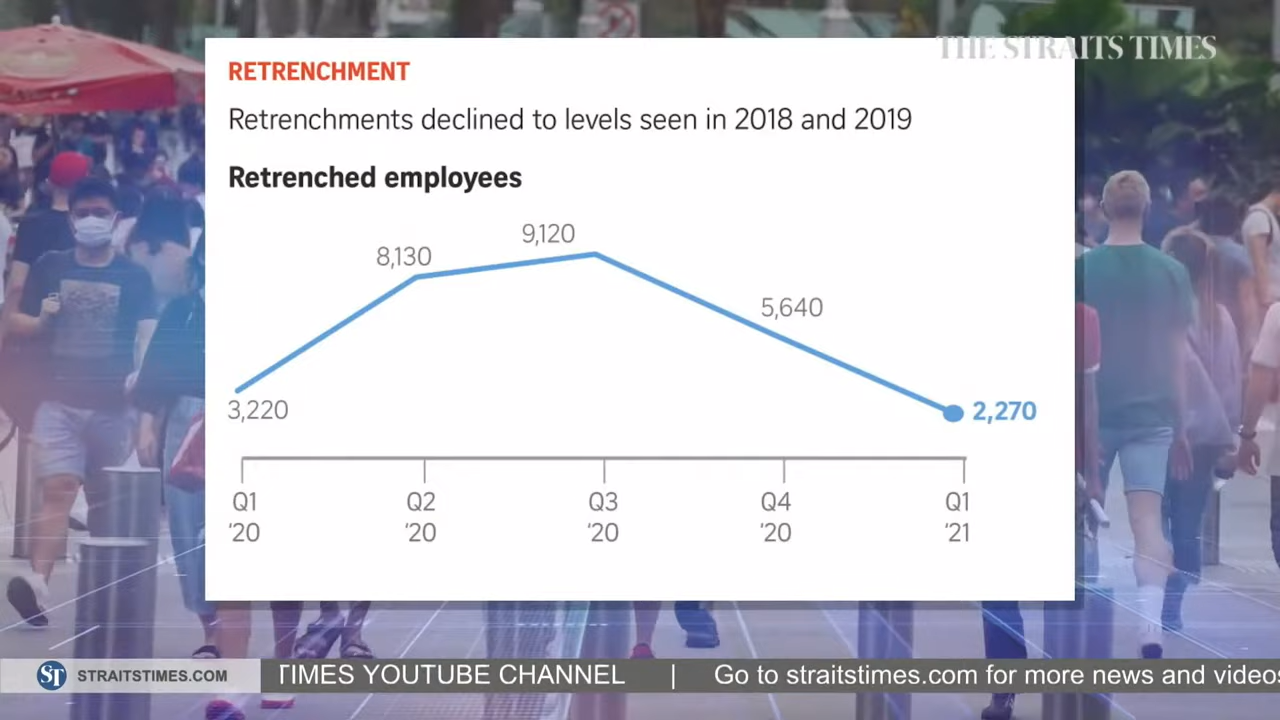 THE STRAITS TIMES
RETRENCHMENT
Retrenchments declined to levels seen in 2018 and 2019
Retrenched employees
9,120
8,130
5,640
3,220
2,270
Q1 Q2 Q3 Q4 Q1
'20 '20 '20 '20 '21
ST STRAITSTIMES.COM TIMES YOUTUBE CHANNEL | Go to straitstimes.com for more news and videos